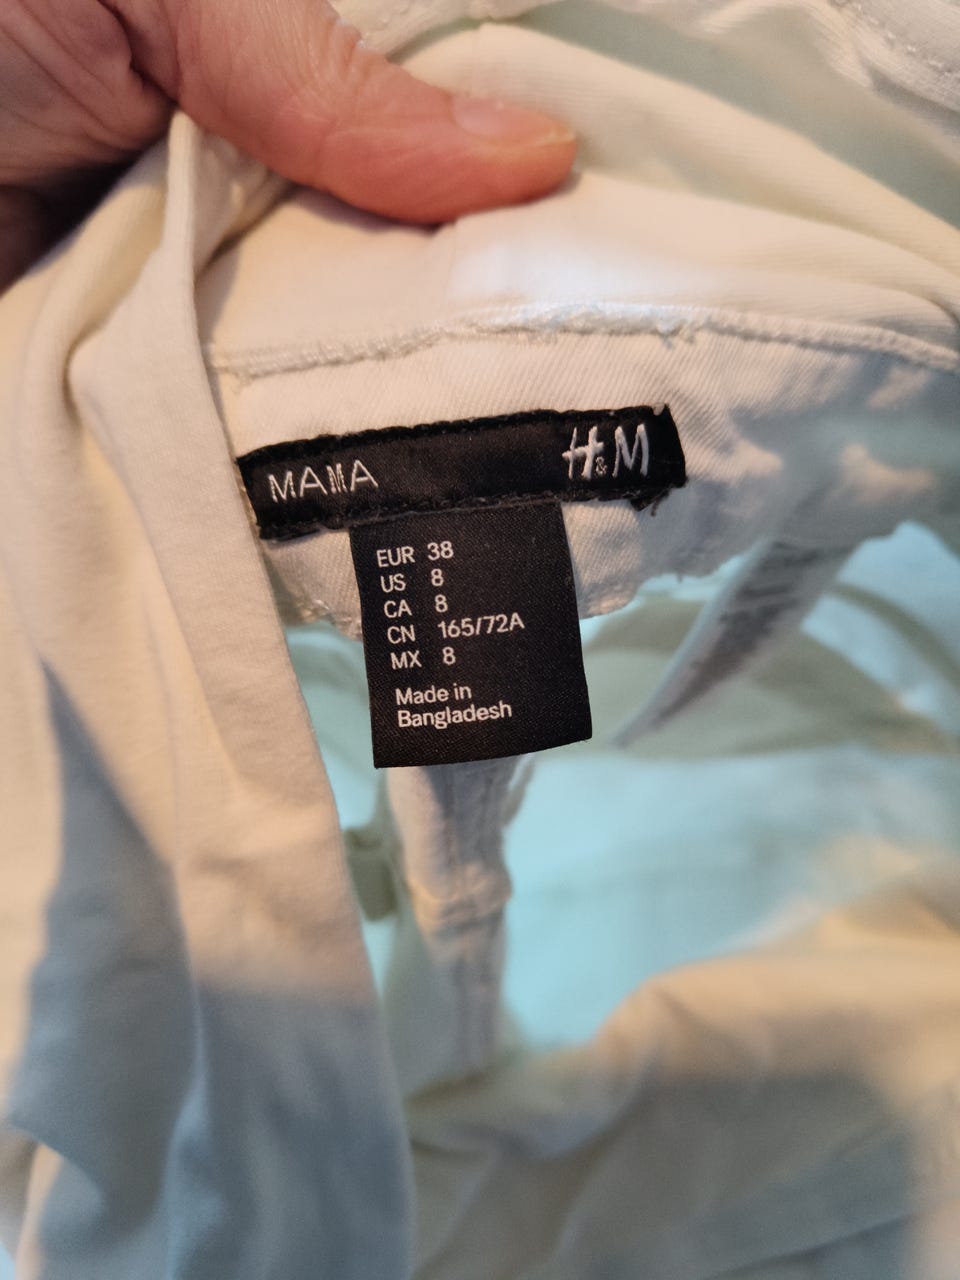 MAMA H&M
EUR 38
US 8
CA 8
CN 165/72A
MX 8
Made in
Bangladesh